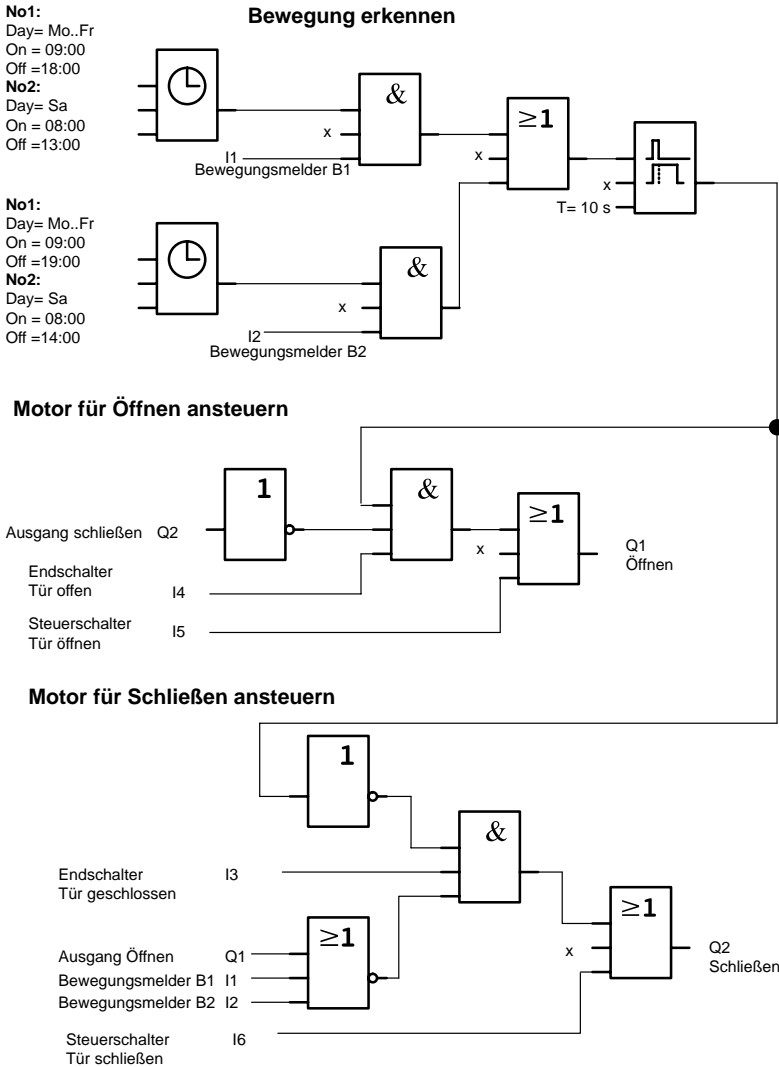 No1:
Day= Mo..Fr
On = 09:00
Off =18:00
No2:
Day= Sa
On = 08:00
Off =13:00
Bewegung erkennen
&
x
I1
Bewegungsmelder B1
≥1
x
x
T= 10 s
No1:
Day= Mo..Fr
On = 09:00
Off =19:00
No2:
Day= Sa
On = 08:00
Off =14:00
&
x
I2
Bewegungsmelder B2
Motor für Öffnen ansteuern
1
&
≥1
Ausgang schließen Q2
x
Q1
Öffnen
Endschalter
Tür offen I4
Steuerschalter
Tür öffnen I5
Motor für Schließen ansteuern
1
&
Endschalter I3
Tür geschlossen
≥1
≥1
Ausgang Öffnen Q1
Bewegungsmelder B1 I1
Bewegungsmelder B2 I2
x
Q2
Schließen
Steuerschalter I6
Tür schließen